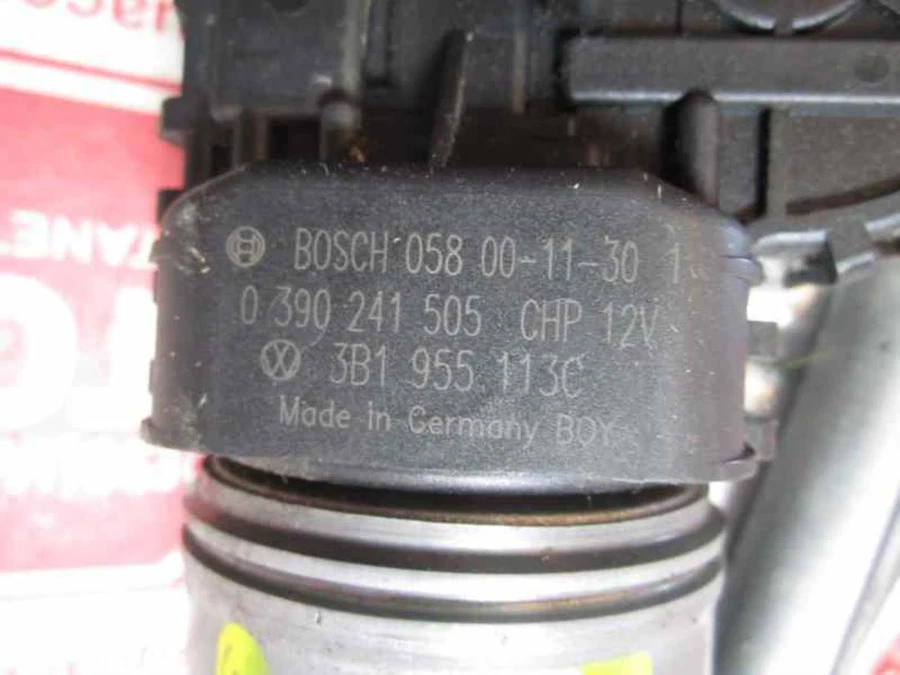 BOSCH 058 00-11-30 1
0 390 241 505 CHP 12V
3B1 955 113C
Made in Germany BOY